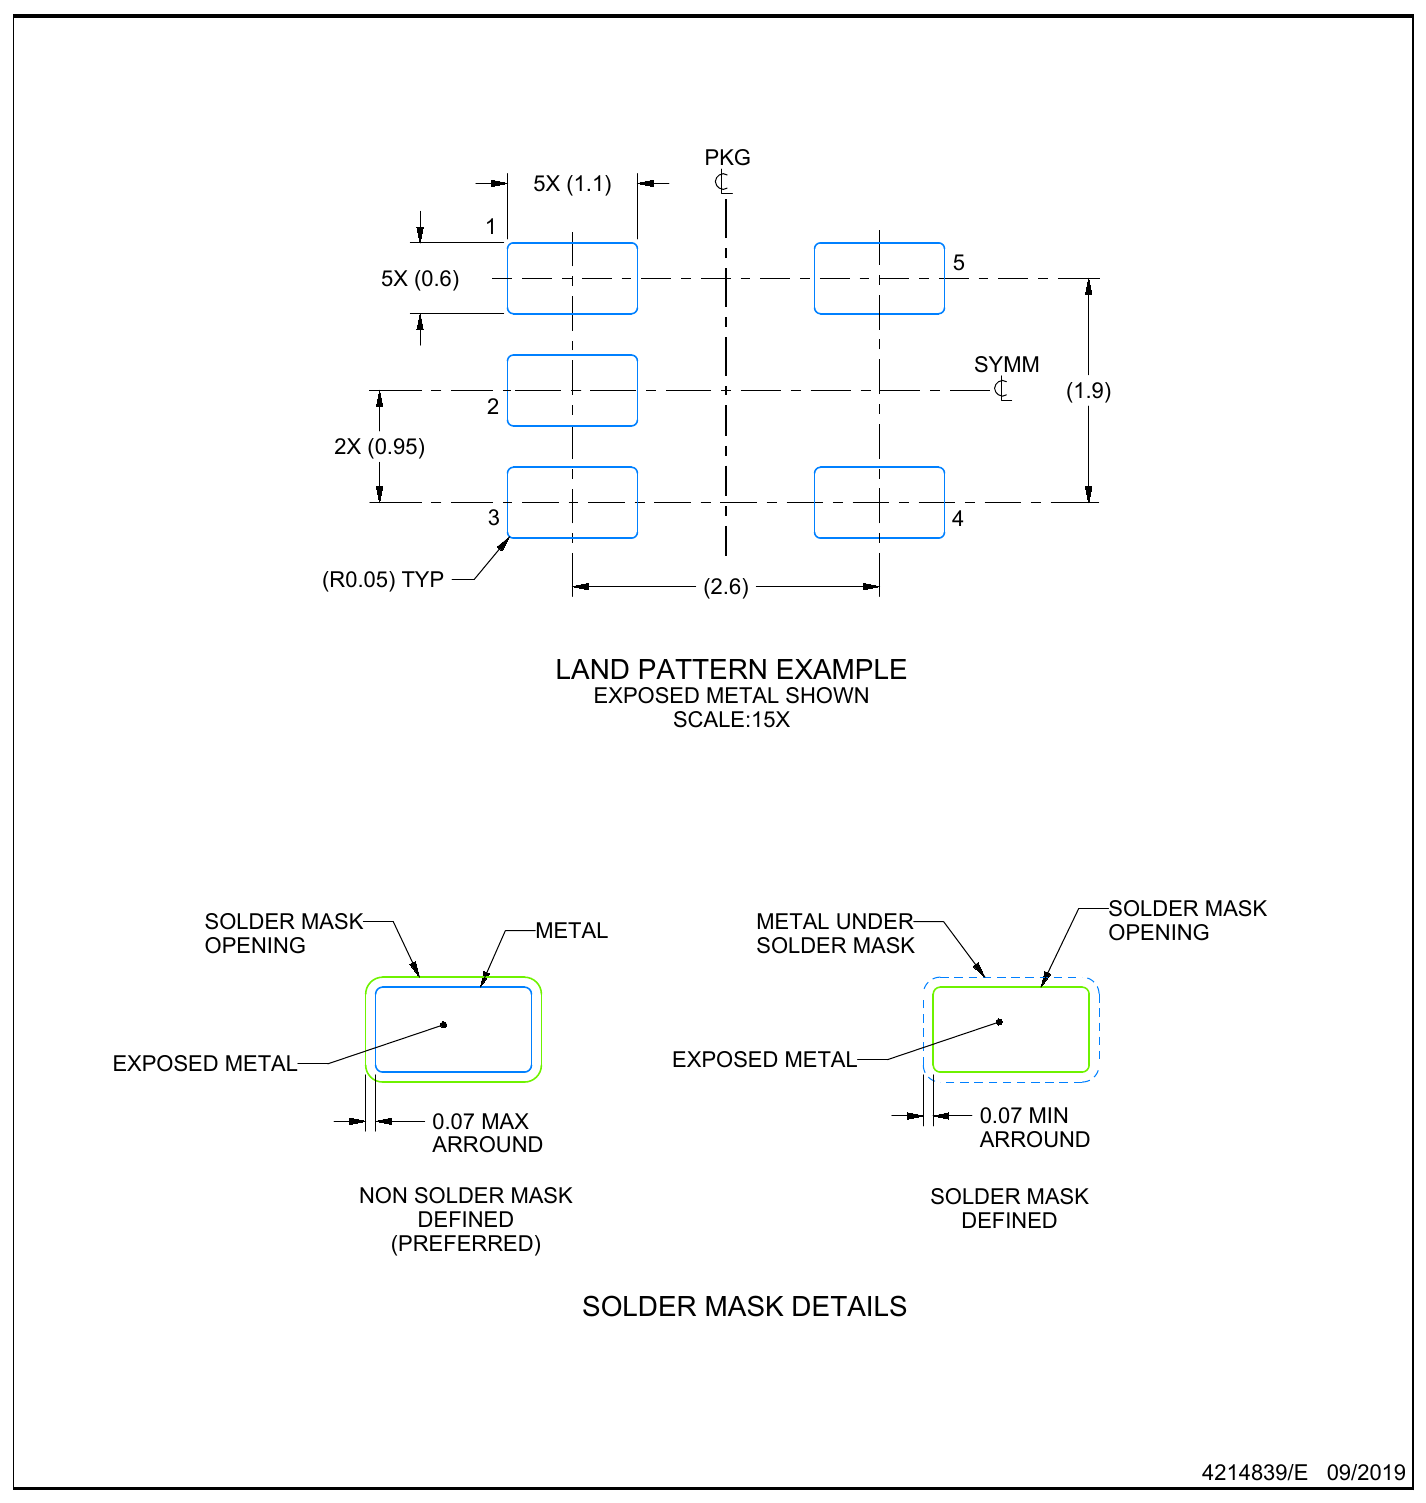 PKG
℄
5X (1.1)
1
5X (0.6)
5
SYMM
℄
(1.9)
2
2X (0.95)
3
4
(R0.05) TYP
(2.6)
LAND PATTERN EXAMPLE
EXPOSED METAL SHOWN
SCALE:15X
SOLDER MASK
OPENING
METAL
EXPOSED METAL
0.07 MAX
ARROUND
NON SOLDER MASK
DEFINED
(PREFERRED)
METAL UNDER
SOLDER MASK
SOLDER MASK
OPENING
EXPOSED METAL
0.07 MIN
ARROUND
SOLDER MASK
DEFINED
SOLDER MASK DETAILS
4214839/E 09/2019